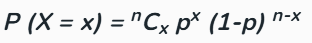 P (X = x) = ⁿCₓ pˣ (1-p) ⁿ⁻ˣ